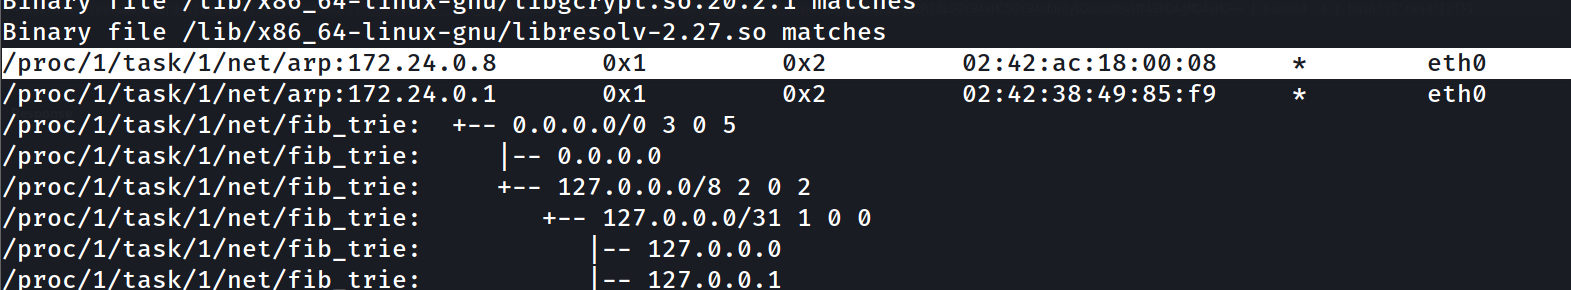 Binary file /lib/x86_64-linux-gnu/libgcrypt.so.20.2.1 matches
Binary file /lib/x86_64-linux-gnu/libresolv-2.27.so matches
/proc/1/task/1/net/arp:172.24.0.8       0x1         0x2         02:42:ac:18:00:08     *        eth0
/proc/1/task/1/net/arp:172.24.0.1       0x1         0x2         02:42:38:49:85:f9     *        eth0
/proc/1/task/1/net/fib_trie:  +-- 0.0.0.0/0 3 0 5
/proc/1/task/1/net/fib_trie:     |-- 0.0.0.0
/proc/1/task/1/net/fib_trie:     +-- 127.0.0.0/8 2 0 2
/proc/1/task/1/net/fib_trie:        +-- 127.0.0.0/31 1 0 0
/proc/1/task/1/net/fib_trie:           |-- 127.0.0.0
/proc/1/task/1/net/fib_trie:           |-- 127.0.0.1